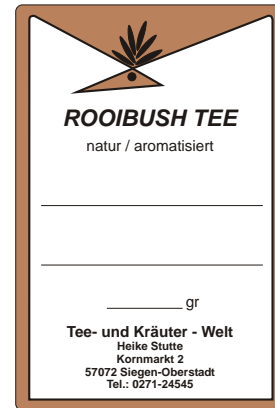 ROOIBUSH TEE
natur / aromatisiert
_______ gr
Tee- und Kräuter - Welt
Heike Stutte
Kornmarkt 2
57072 Siegen-Oberstadt
Tel.: 0271-24545